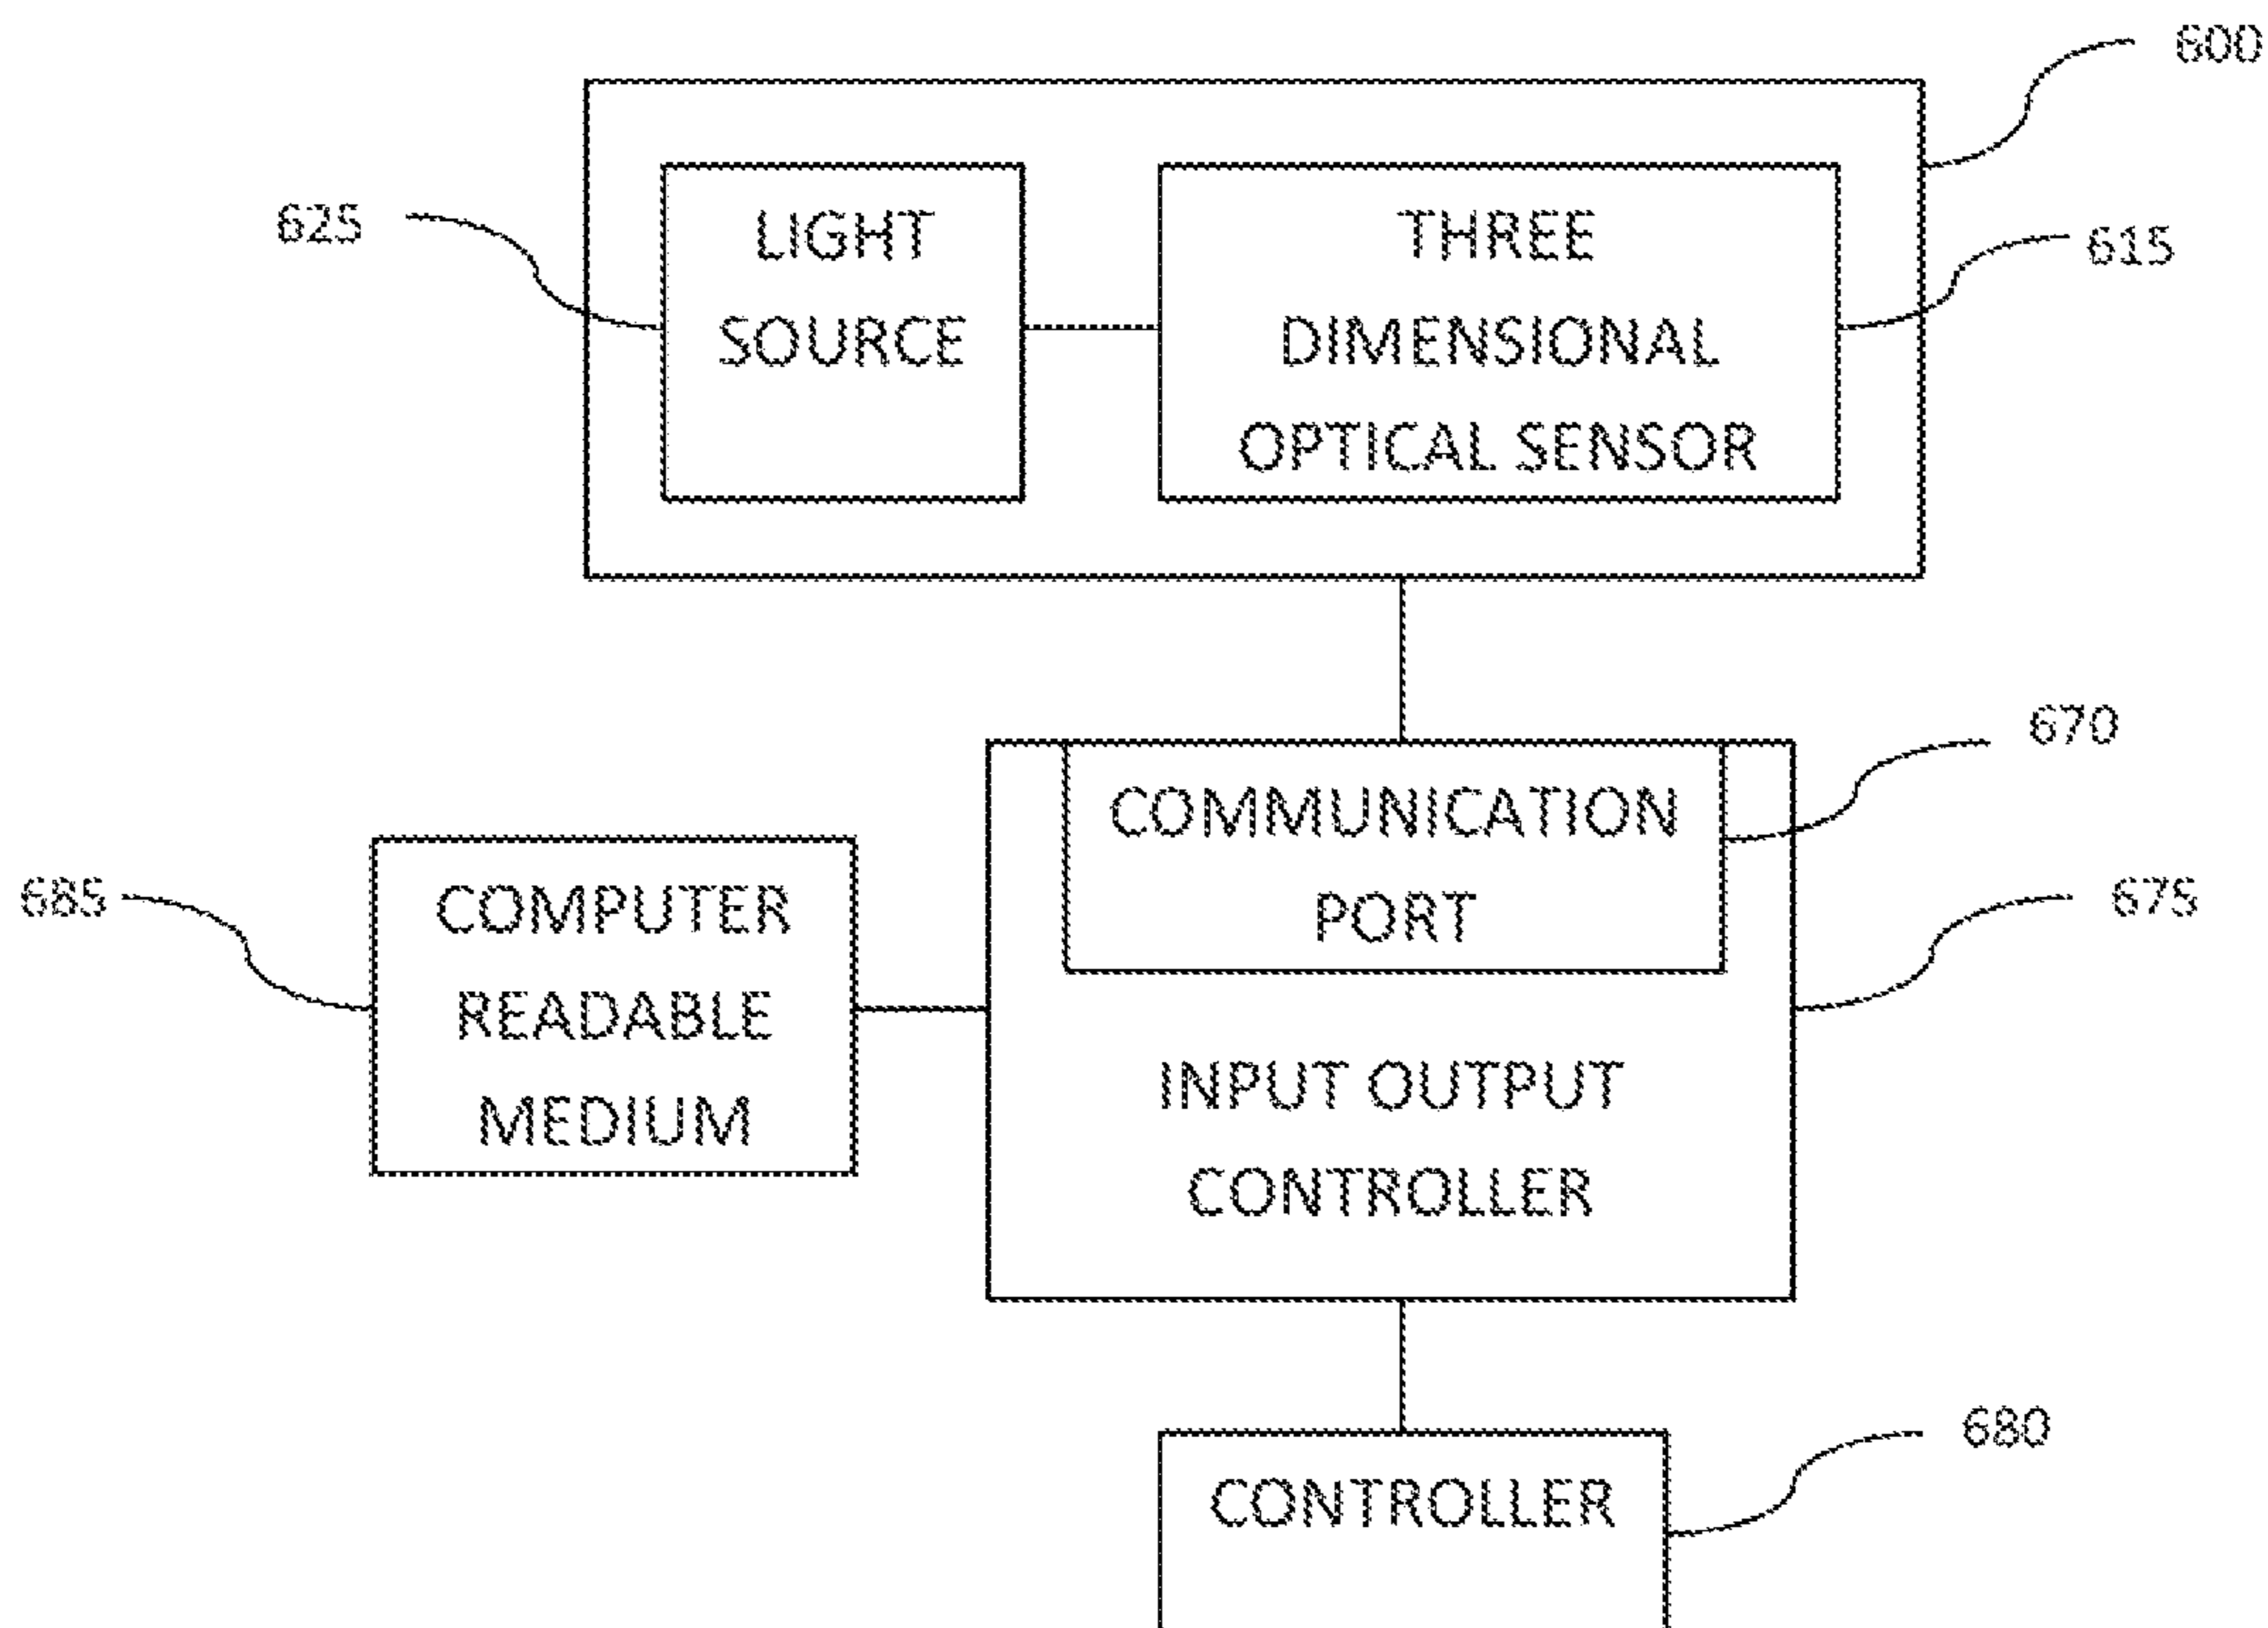 600
625
LIGHT
SOURCE
THREE
DIMENSIONAL
OPTICAL SENSOR
615
COMMUNICATION
PORT
670
685
COMPUTER
READABLE
MEDIUM
INPUT OUTPUT
CONTROLLER
675
CONTROLLER
680